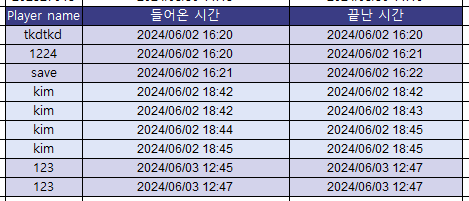 Player name 들어온 시간 끝난 시간
tkdtkd 2024/06/02 16:20 2024/06/02 16:20
1224 2024/06/02 16:20 2024/06/02 16:21
save 2024/06/02 16:21 2024/06/02 16:22
kim 2024/06/02 18:42 2024/06/02 18:42
kim 2024/06/02 18:42 2024/06/02 18:43
kim 2024/06/02 18:44 2024/06/02 18:45
kim 2024/06/02 18:45 2024/06/02 18:45
123 2024/06/03 12:45 2024/06/03 12:47
123 2024/06/03 12:47 2024/06/03 12:47